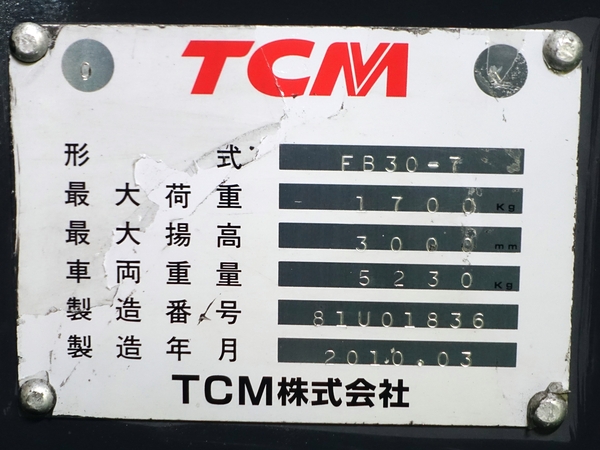 TCM
0
形式 FB30-7
最大荷重 1700 Kg
最大揚高 3000 mm
車両重量 5230 Kg
製造番号 81U01836
製造年月 2010.03
TCM株式会社